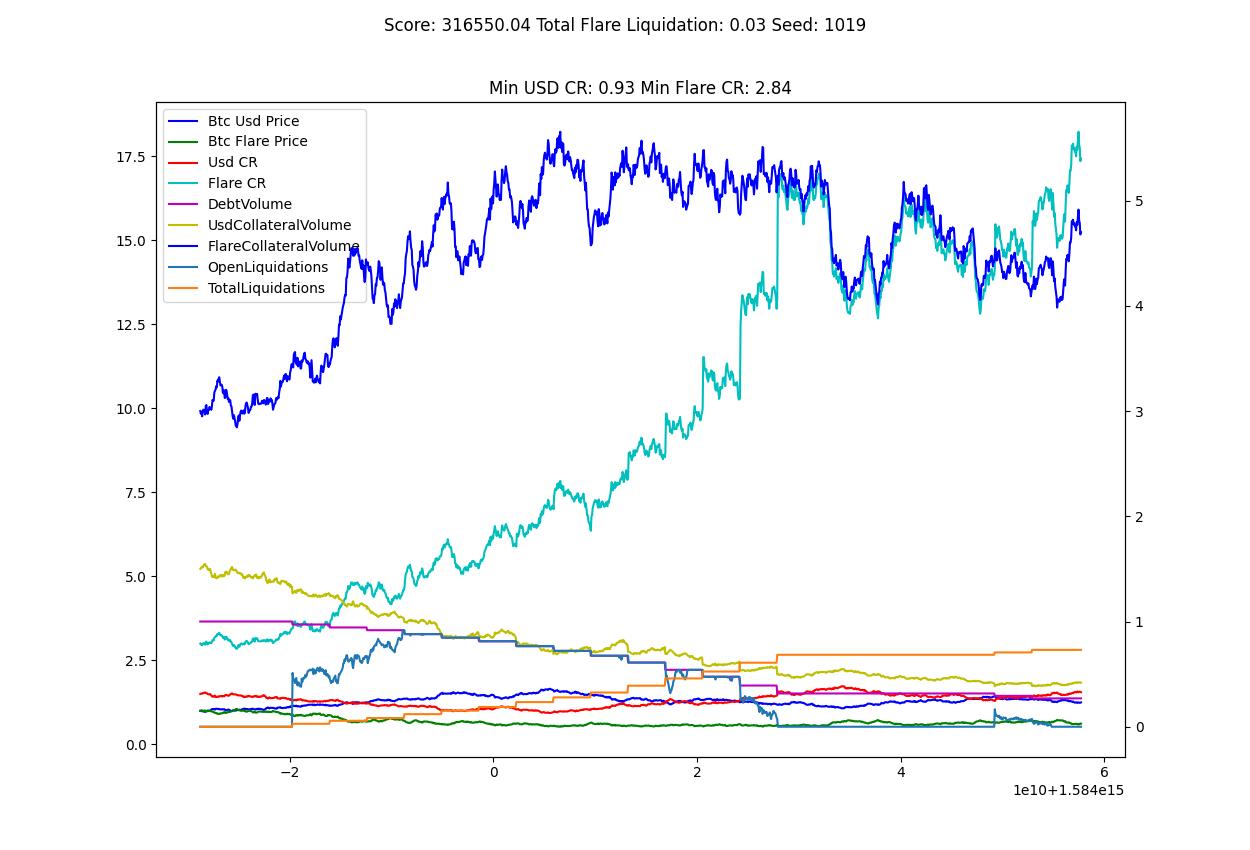 Score: 316550.04 Total Flare Liquidation: 0.03 Seed: 1019
Min USD CR: 0.93 Min Flare CR: 2.84
Btc Usd Price
Btc Flare Price
Usd CR
Flare CR
DebtVolume
UsdCollateralVolume
FlareCollateralVolume
OpenLiquidations
TotalLiquidations
17.5
15.0
12.5
10.0
7.5
5.0
2.5
0.0
5
4
3
2
1
0
−2
0
2
4
6
1e10+1.584e15